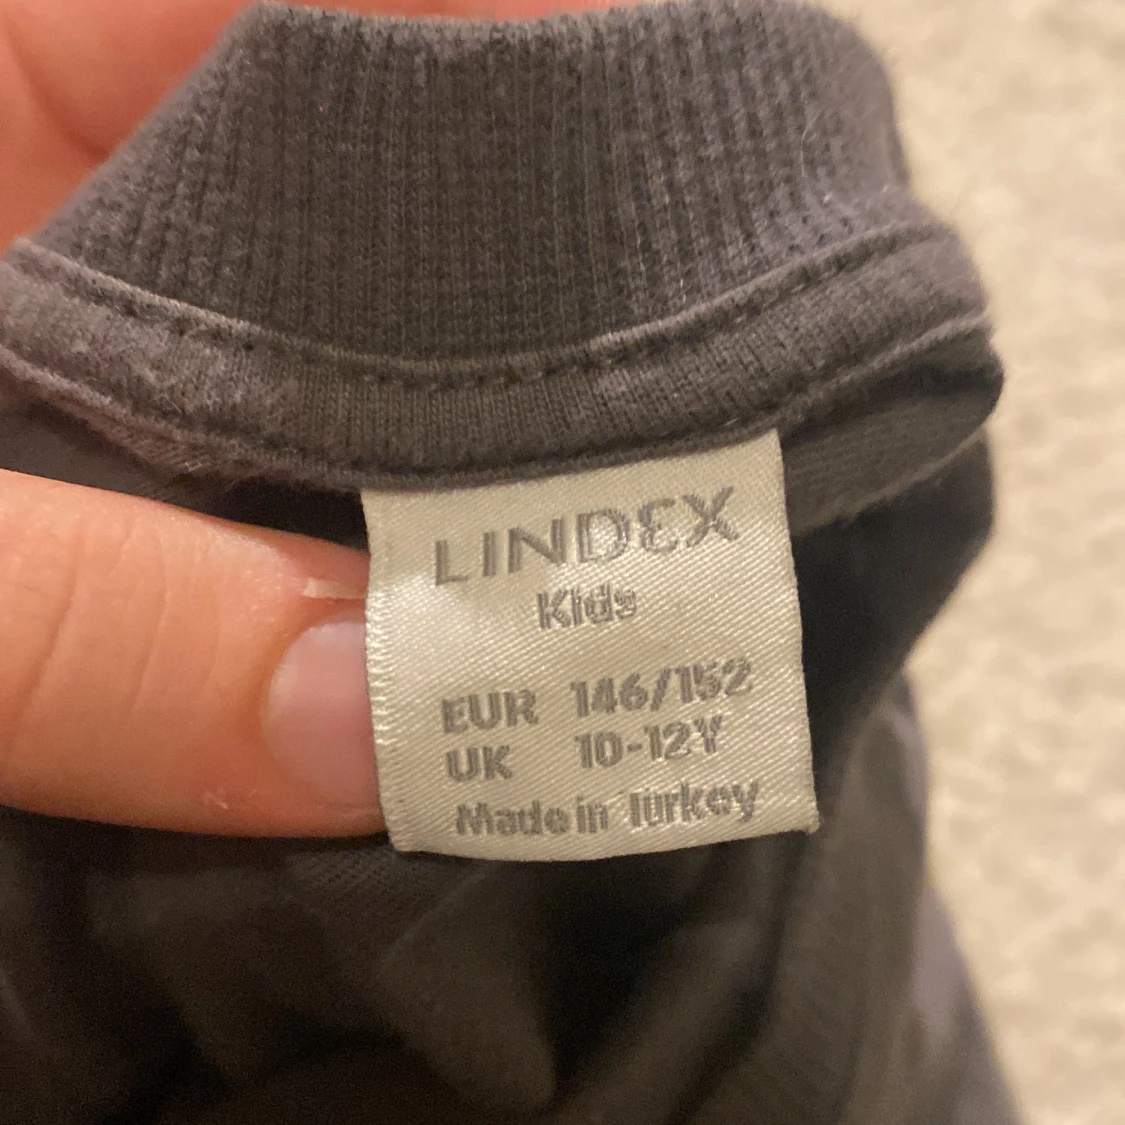 LINDEX
Kids
EUR 146/152
UK 10-12Y
Made in Turkey